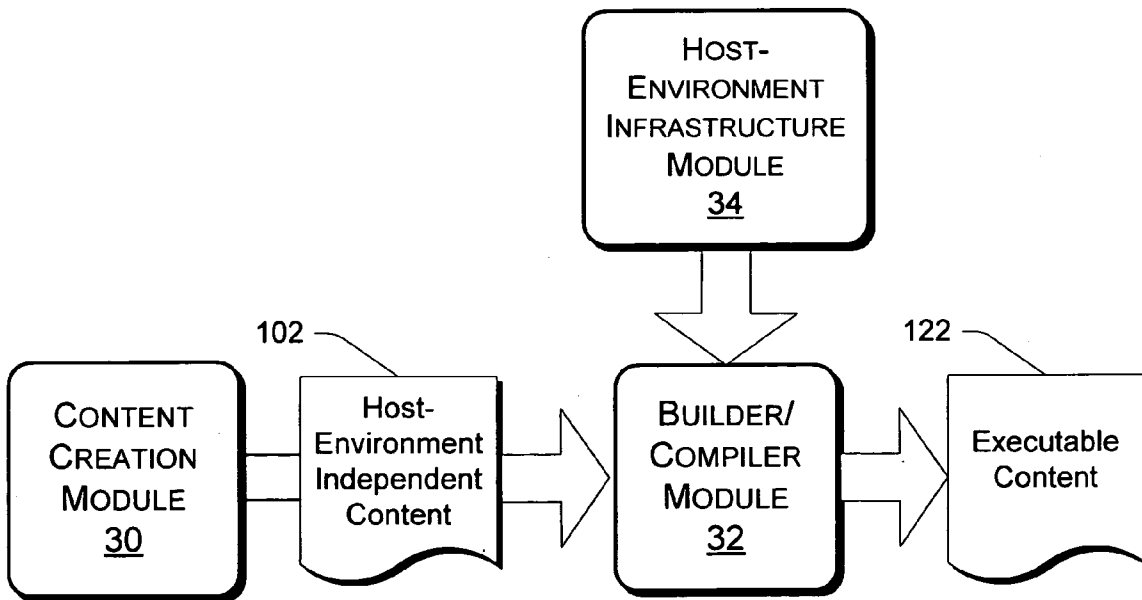 HOST-
ENVIRONMENT
INFRASTRUCTURE
MODULE
34
102
122
CONTENT
CREATION
MODULE
30
Host-
Environment
Independent
Content
BUILDER/
COMPILER
MODULE
32
Executable
Content